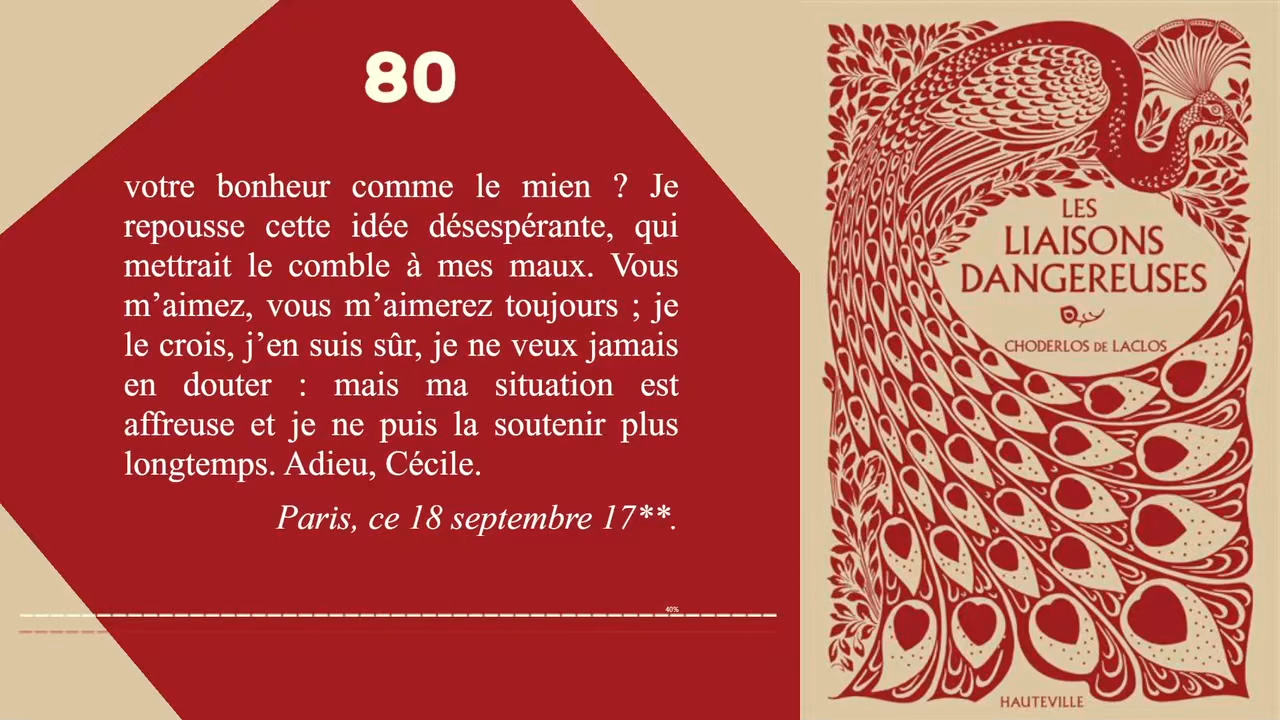 80
votre bonheur comme le mien ? Je
repousse cette idée désespérante, qui
mettrait le comble à mes maux. Vous
m’aimez, vous m’aimerez toujours ; je
le crois, j’en suis sûr, je ne veux jamais
en douter : mais ma situation est
affreuse et je ne puis la soutenir plus
longtemps. Adieu, Cécile.
Paris, ce 18 septembre 17**.
40%
LES
LIAISONS
DANGEREUSES
CHODERLOS DE LACLOS
HAUTEVILLE